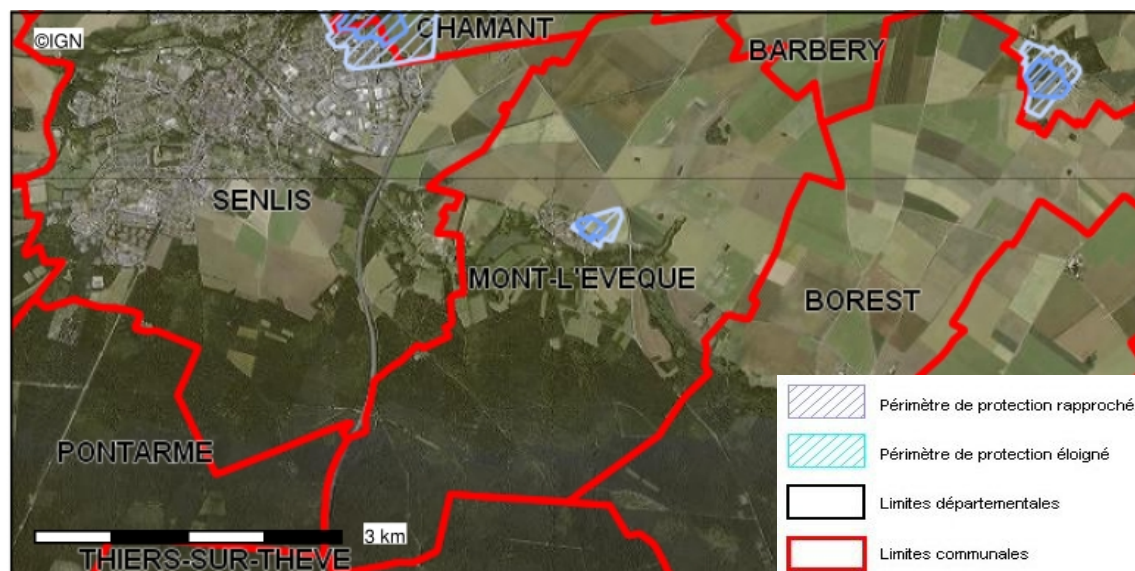 ©IGN
CHAMANT
BARBERY
SENLIS
MONT-L'EVEQUE
BOREST
PONTARME
3 km
THIERS-SUR-THEVE
Périmètre de protection rapproché
Périmètre de protection éloigné
Limites départementales
Limites communales